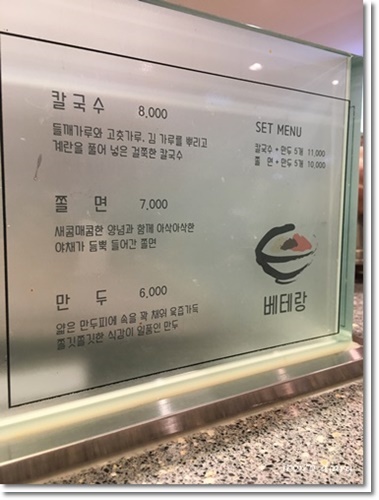 칼국수 8,000
들깨가루와 고춧가루, 김 가루를 뿌리고
계란을 풀어 넣은 걸쭉한 칼국수
쫄 면 7,000
새콤매콤한 양념과 함께 아삭아삭한
야채가 듬뿍 들어간 쫄면
만 두 6,000
얇은 만두피에 속을 꽉 채워 육즙가득
쫄깃쫄깃한 식감이 일품인 만두
SET MENU
칼국수 + 만두 5개 11,000
쫄 면 + 만두 5개 10,000
베테랑